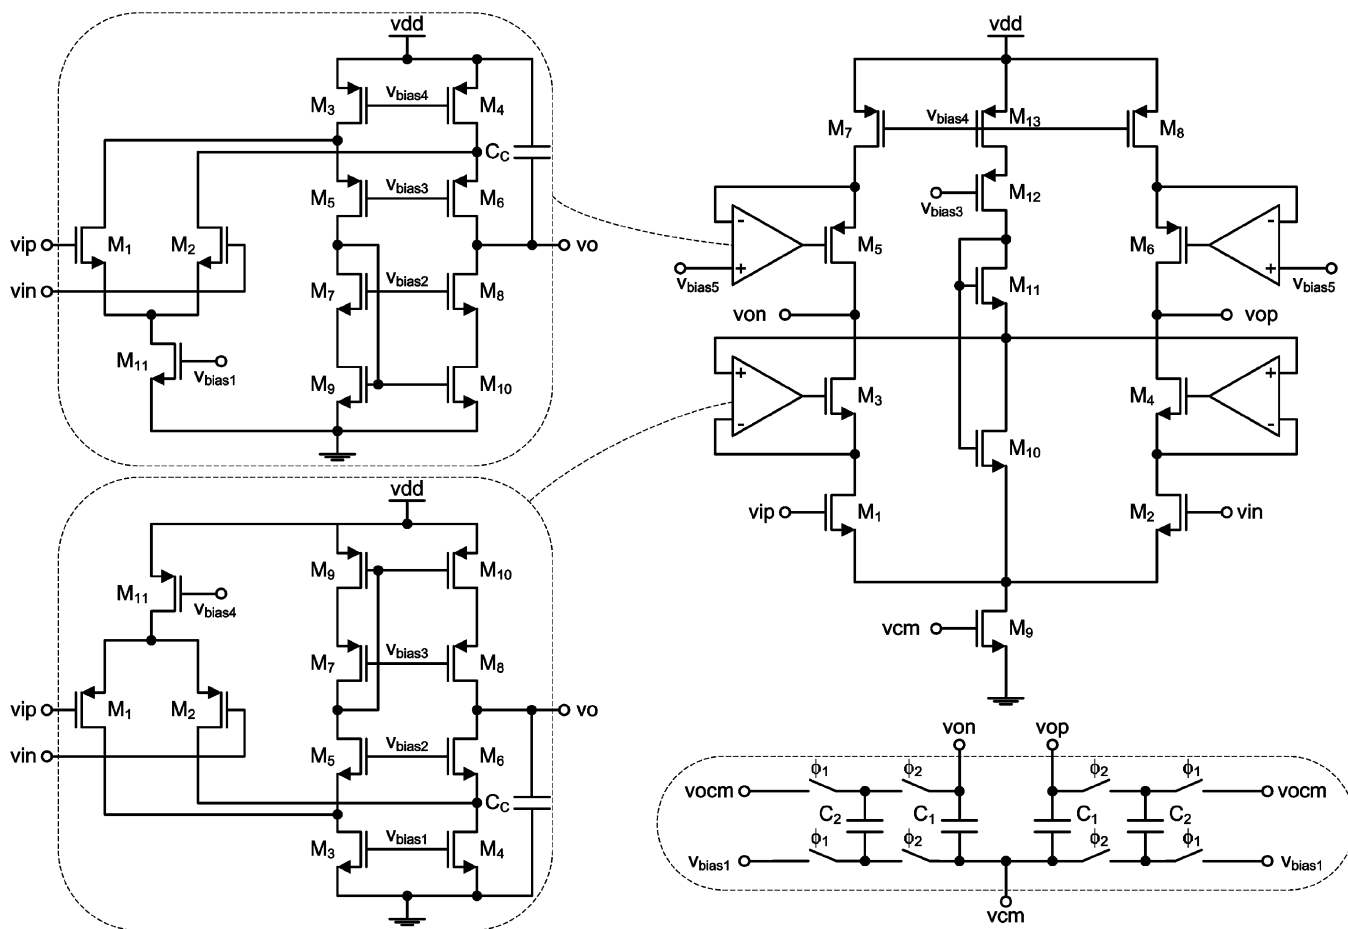 vdd
M3 vbias4 M4
CC
M5 vbias3 M6
vip M1 M2 vo
vin
M7 vbias2 M8
M11 vbias1
M9 M10
vdd
M9 M10
M11 vbias4
M7 vbias3 M8
vip M1 M2 vo
vin
M5 vbias2 M6
CC
M3 vbias1 M4
vdd
M7 vbias4 M13 M8
M12
vbias3
- M5 M6 -
+ +
vbias5 M11 vbias5
von vop
+ M3 M4 +
- -
M10
vip M1 M2 vin
vcm M9
von vop
ϕ1 ϕ2 ϕ2 ϕ1
vocm vocm
C2 C1 C1 C2
ϕ1 ϕ2 ϕ2 ϕ1
vbias1 vbias1
vcm